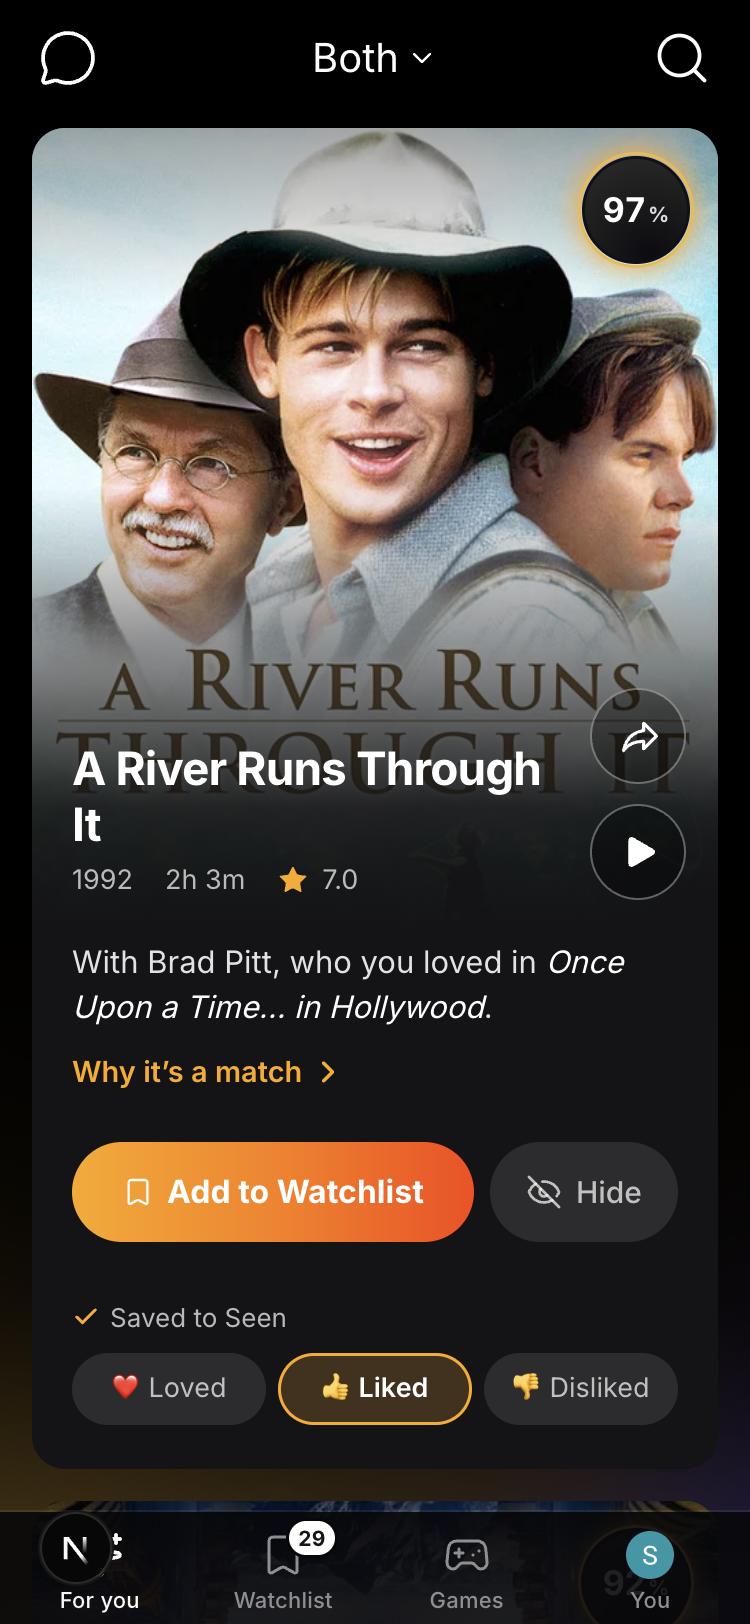 Both
97%
A RIVER RUNS
THROUGH IT
A River Runs Through
It
1992 2h 3m 7.0
With Brad Pitt, who you loved in Once
Upon a Time... in Hollywood.
Why it’s a match
Add to Watchlist
Hide
Saved to Seen
Loved
Liked
Disliked
N
29
S
For you
Watchlist
Games
You